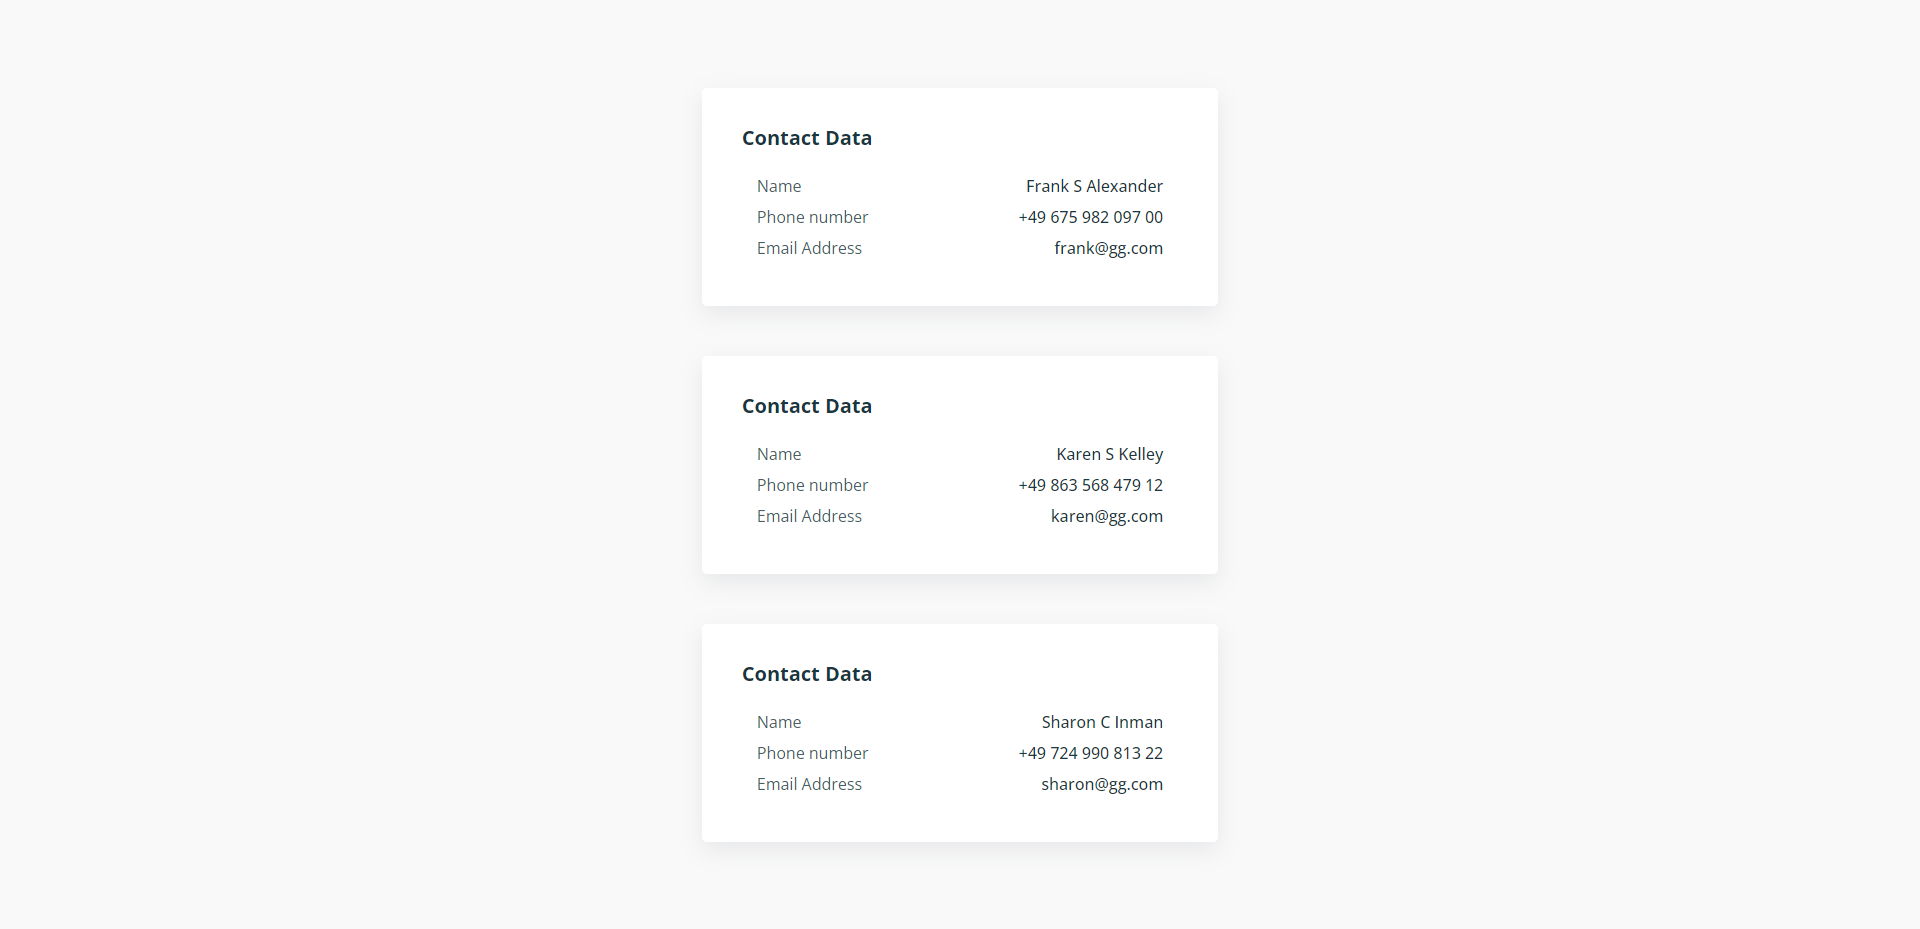 Contact Data
Name Frank S Alexander
Phone number +49 675 982 097 00
Email Address frank@gg.com
Contact Data
Name Karen S Kelley
Phone number +49 863 568 479 12
Email Address karen@gg.com
Contact Data
Name Sharon C Inman
Phone number +49 724 990 813 22
Email Address sharon@gg.com